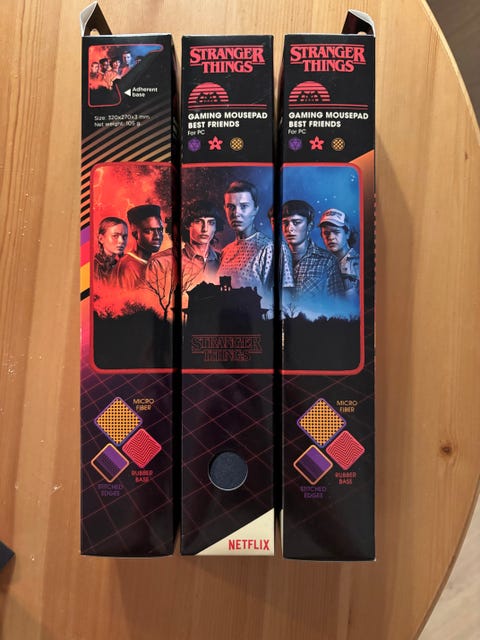 Adherent
base
Size: 320x270x3 mm
Net weight: 105 g
MICRO
FIBER
RUBBER
BASE
STITCHED
EDGES
STRANGER
THINGS
GAMING MOUSEPAD
BEST FRIENDS
For PC
STRANGER
THINGS
NETFLIX
STRANGER
THINGS
GAMING MOUSEPAD
BEST FRIENDS
For PC
MICRO
FIBER
RUBBER
BASE
STITCHED
EDGES